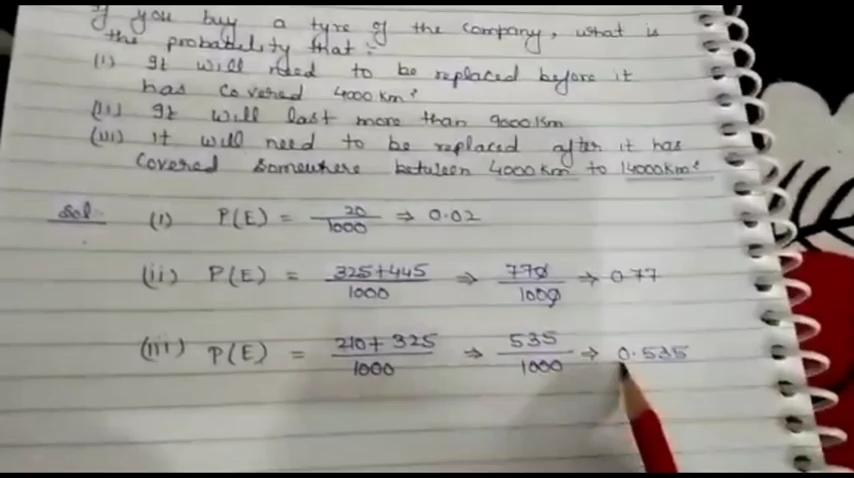 If you buy a tyre of the company, what is
the probability that :
(i) It will need to be replaced before it
has covered 4000 km?
(ii) It will last more than 9000 km
(iii) it will need to be replaced after it has
covered somewhere between 4000 km to 14000 km?
Sol. (i) P(E) = 20/1000 ⇒ 0.02
(ii) P(E) = 325+445/1000 ⇒ 770/1000 ⇒ 0.77
(iii) P(E) = 210+325/1000 ⇒ 535/1000 ⇒ 0.535